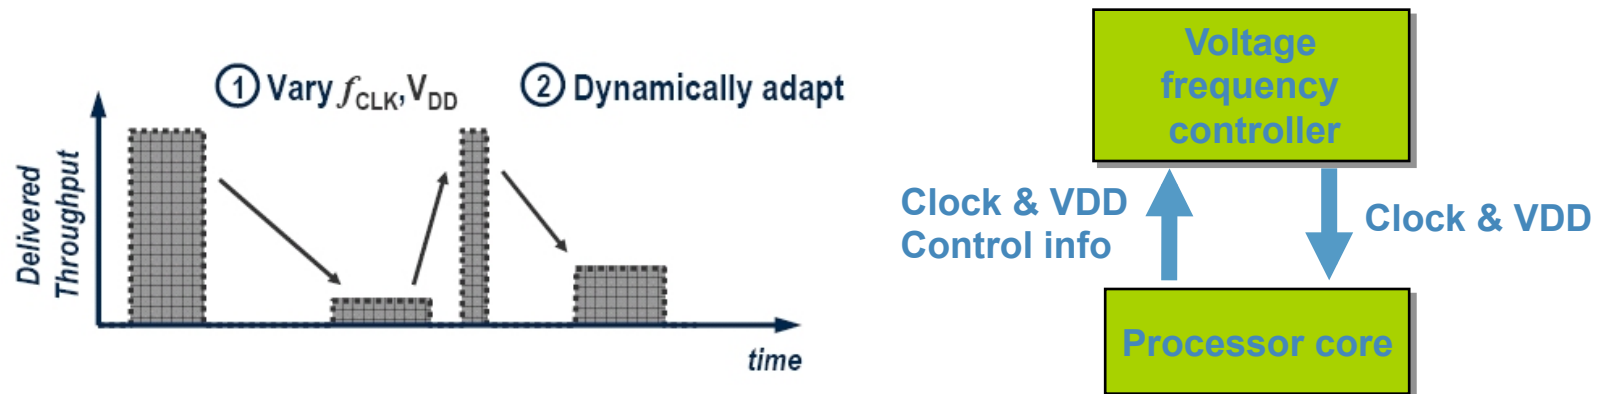 ① Vary fCLK,VDD
② Dynamically adapt
Delivered
Throughput
time
Voltage
frequency
controller
Clock & VDD
Control info
Clock & VDD
Processor core